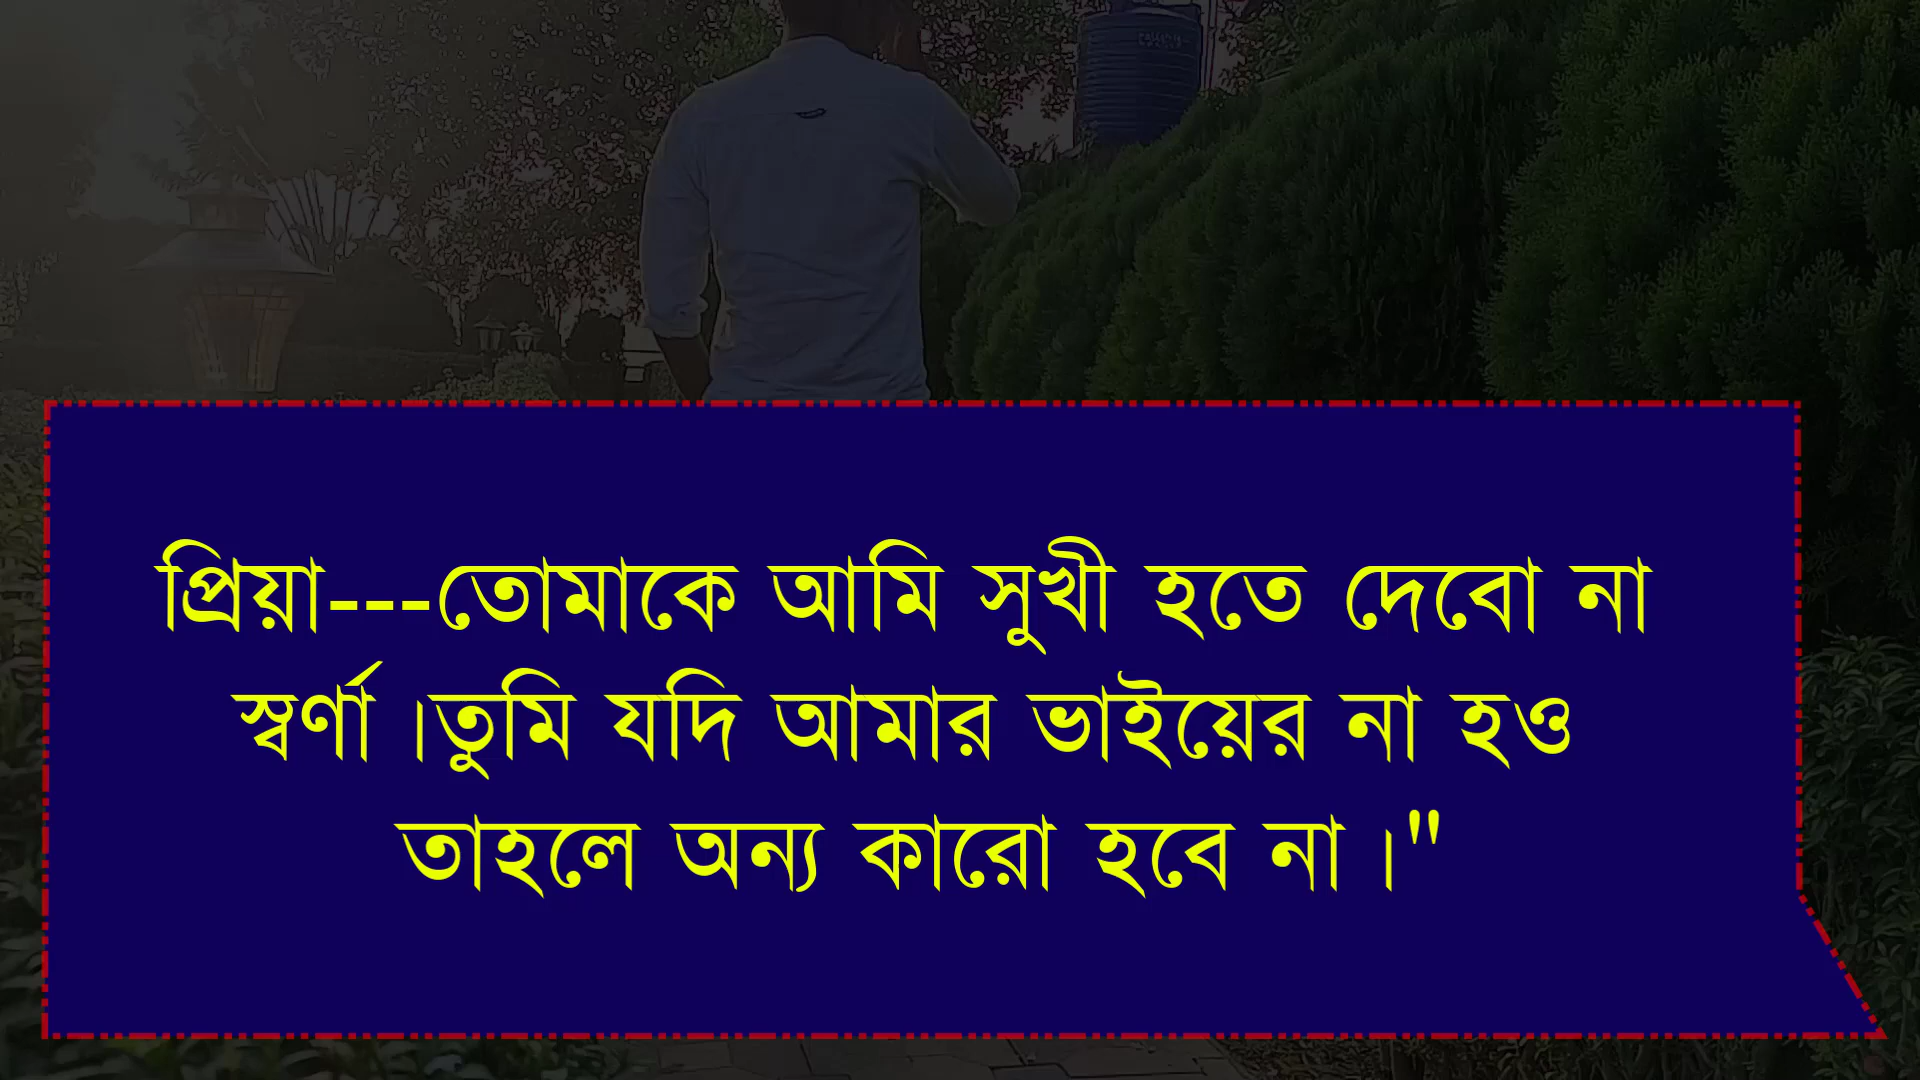 প্রিয়া---তোমাকে আমি সুখী হতে দেবো না
স্বর্ণা ।তুমি যদি আমার ভাইয়ের না হও
তাহলে অন্য কারো হবে না ।"